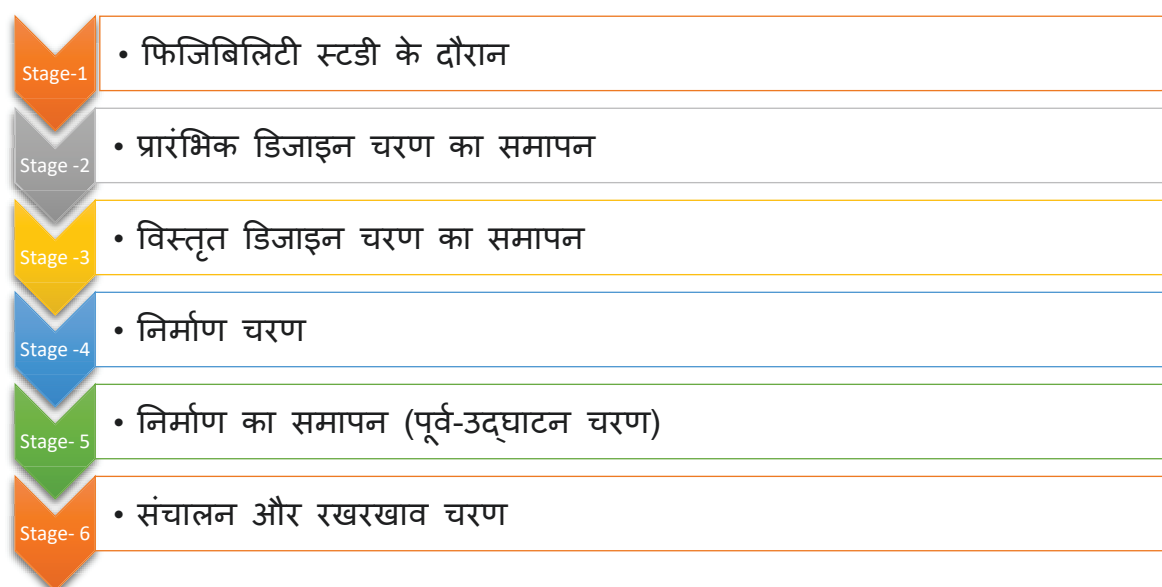 Stage-1 • फिजिबिलिटी स्टडी के दौरान
Stage -2 • प्रारंभिक डिजाइन चरण का समापन
Stage -3 • विस्तृत डिजाइन चरण का समापन
Stage -4 • निर्माण चरण
Stage- 5 • निर्माण का समापन (पूर्व-उद्घाटन चरण)
Stage- 6 • संचालन और रखरखाव चरण